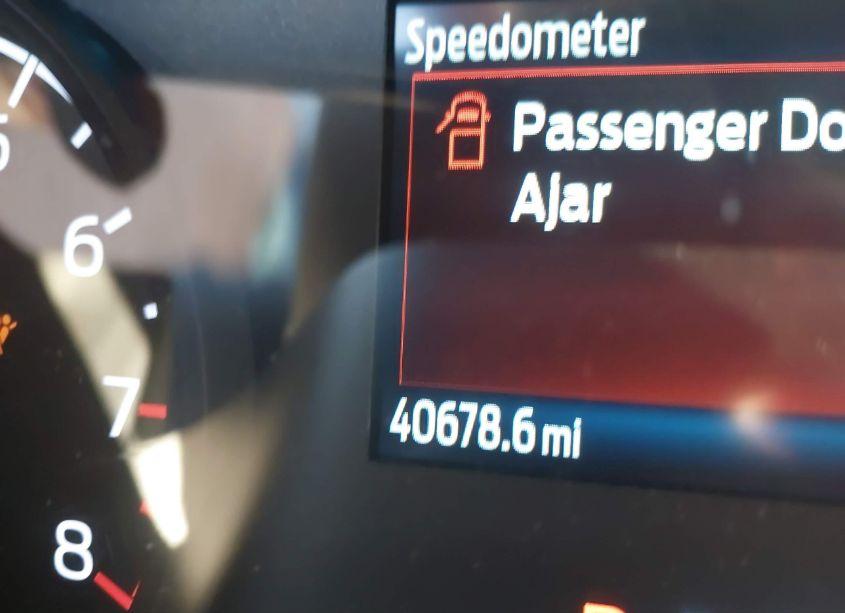 Speedometer
Passenger Do
Ajar
40678.6 mi
6
7
8